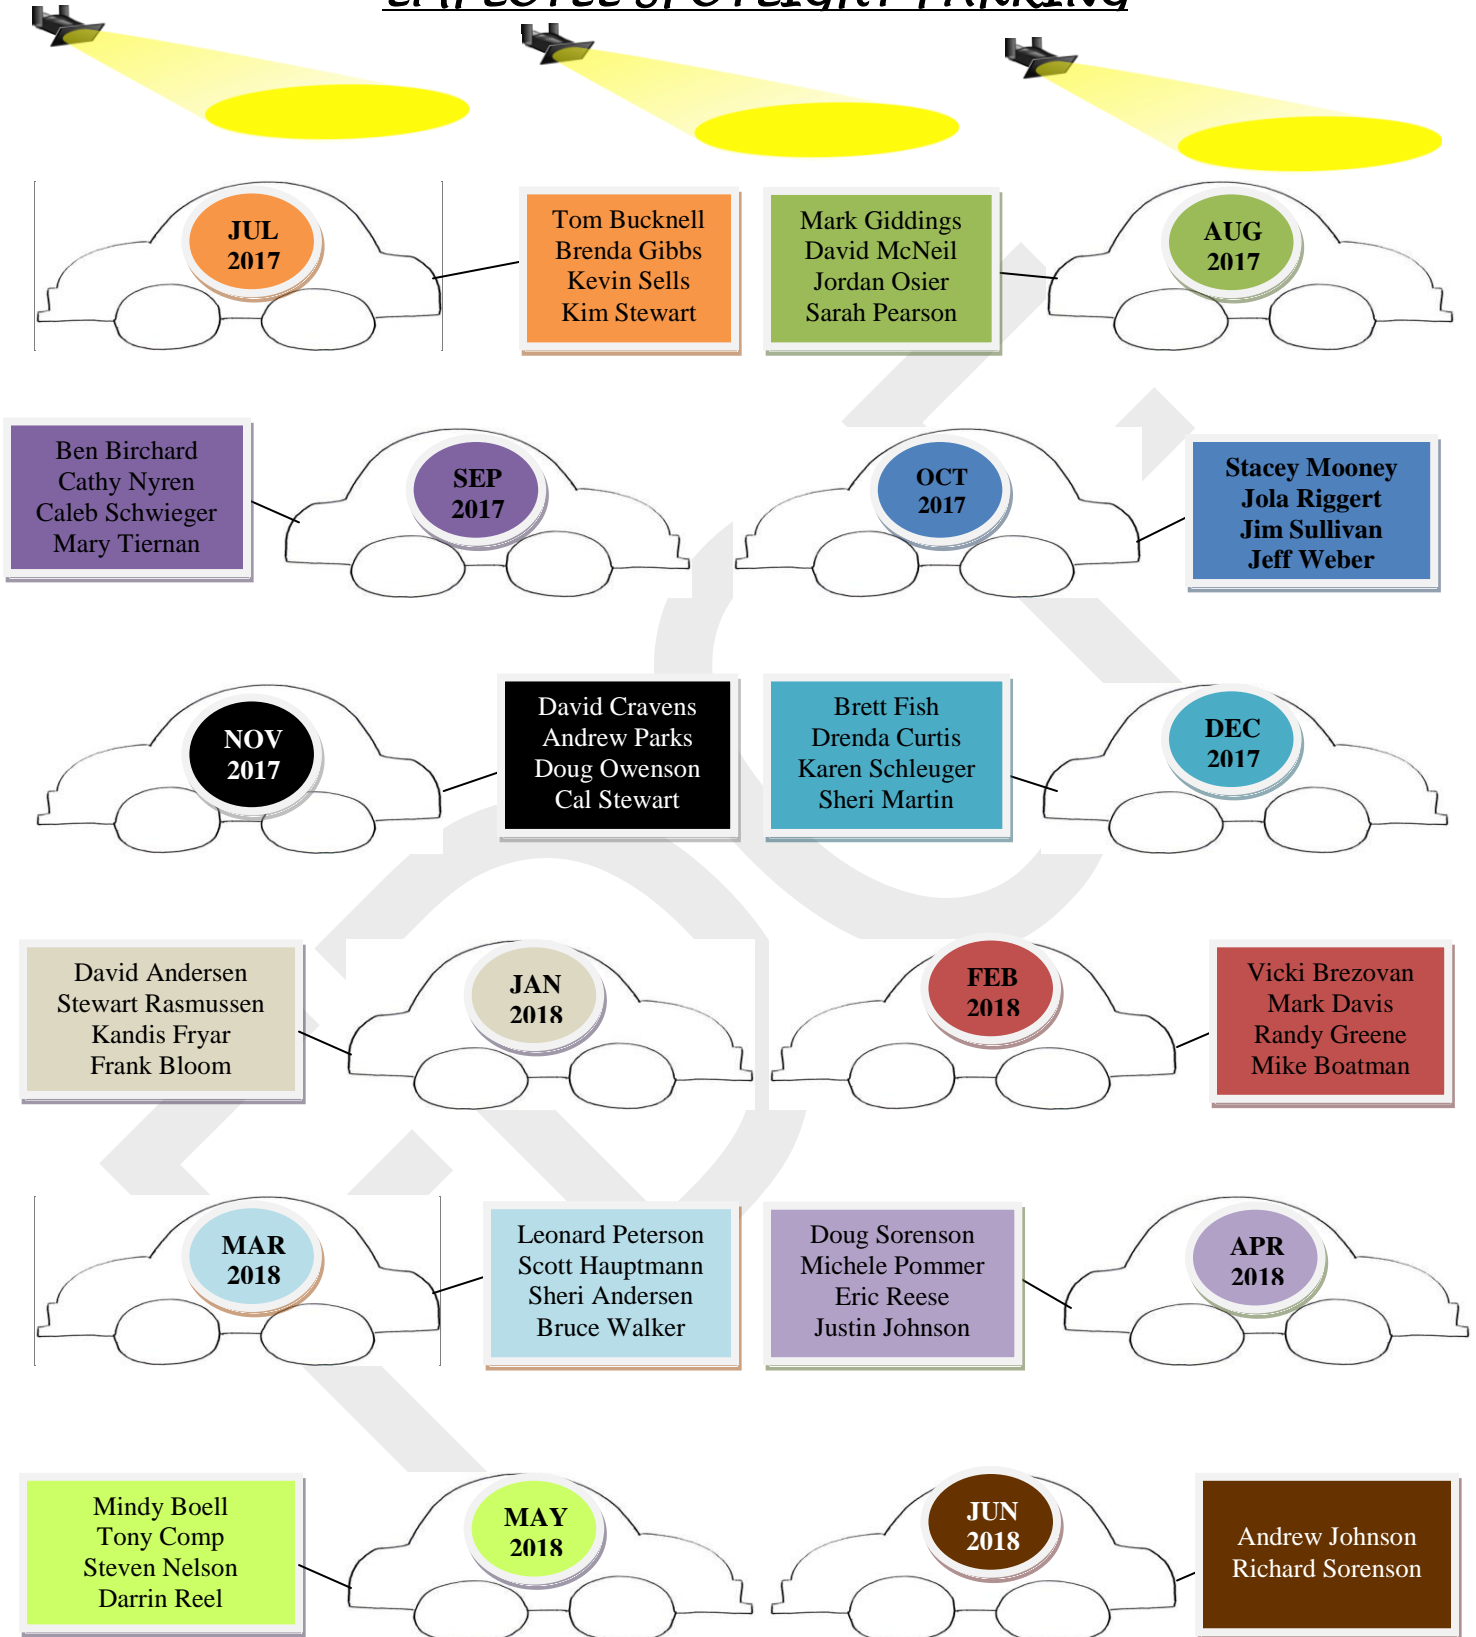 EMPLOYEE SPOTLIGHT PARKING
JUL
2017
Tom Bucknell
Brenda Gibbs
Kevin Sells
Kim Stewart
Mark Giddings
David McNeil
Jordan Osier
Sarah Pearson
AUG
2017
Ben Birchard
Cathy Nyren
Caleb Schwieger
Mary Tiernan
SEP
2017
OCT
2017
Stacey Mooney
Jola Riggert
Jim Sullivan
Jeff Weber
NOV
2017
David Cravens
Andrew Parks
Doug Owenson
Cal Stewart
Brett Fish
Drenda Curtis
Karen Schleuger
Sheri Martin
DEC
2017
David Andersen
Stewart Rasmussen
Kandis Fryar
Frank Bloom
JAN
2018
FEB
2018
Vicki Brezovan
Mark Davis
Randy Greene
Mike Boatman
MAR
2018
Leonard Peterson
Scott Hauptmann
Sheri Andersen
Bruce Walker
Doug Sorenson
Michele Pommer
Eric Reese
Justin Johnson
APR
2018
Mindy Boell
Tony Comp
Steven Nelson
Darrin Reel
MAY
2018
JUN
2018
Andrew Johnson
Richard Sorenson